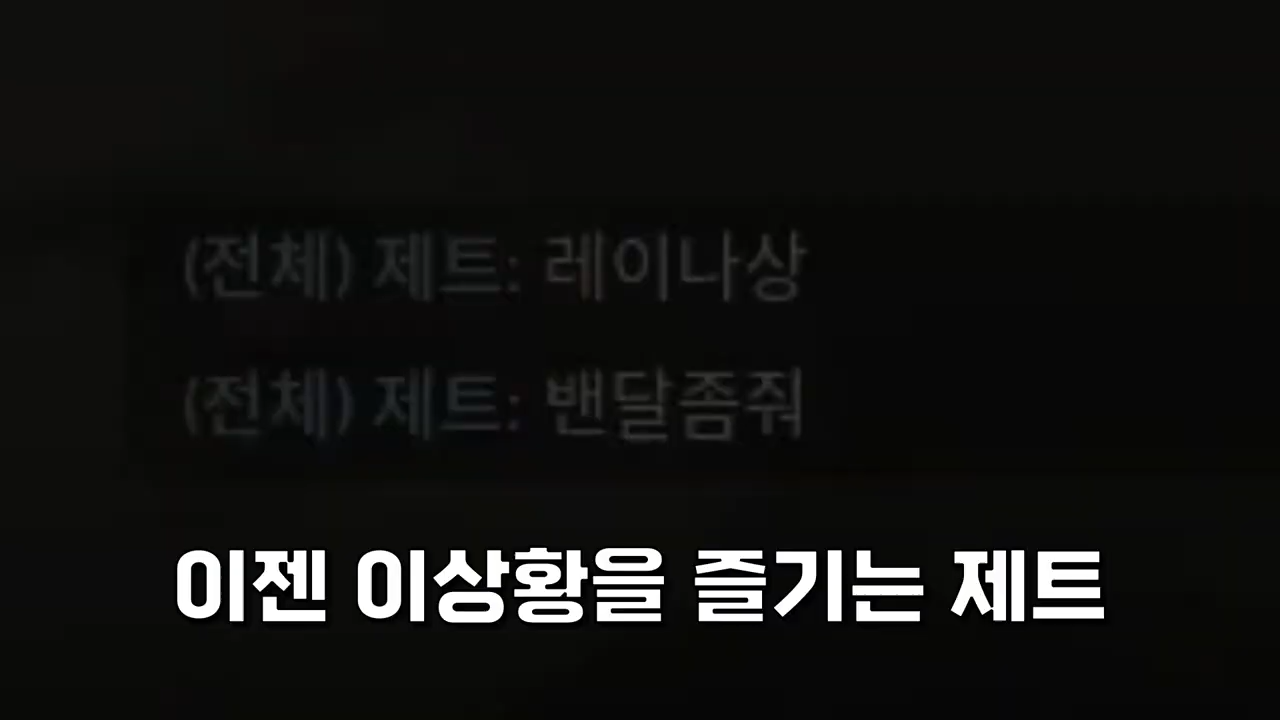 (전체) 제트: 레이나상
(전체) 제트: 밴달좀줘
이젠 이상황을 즐기는 제트